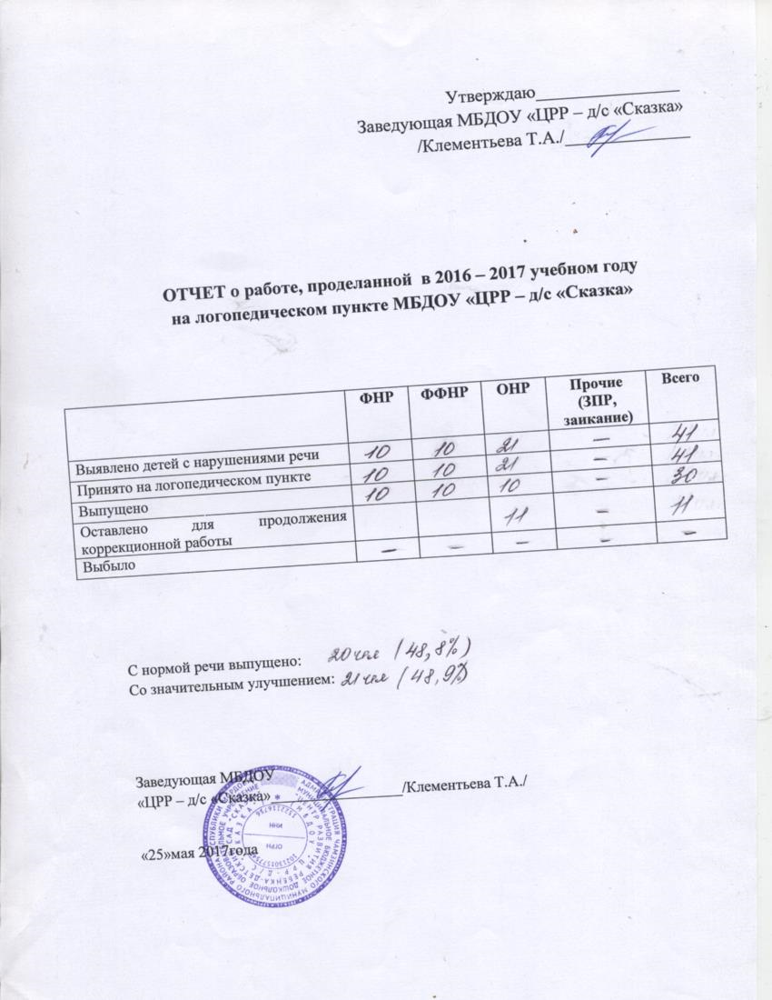 Утверждаю
Заведующая МБДОУ «ЦРР – д/с «Сказка»
/Клементьева Т.А./
ОТЧЕТ о работе, проделанной в 2016 – 2017 учебном году
на логопедическом пункте МБДОУ «ЦРР – д/с «Сказка»
ФНР ФФНР ОНР Прочие (ЗПР, заикание) Всего
Выявлено детей с нарушениями речи 10 10 21 – 41
Принято на логопедическом пункте 10 10 21 – 41
Выпущено 10 10 10 – 30
Оставлено для продолжения
коррекционной работы 11 – 11
Выбыло – – – – –
С нормой речи выпущено: 20 чел (48,8%)
Со значительным улучшением: 21 чел (48,9%)
Заведующая МБДОУ
«ЦРР – д/с «Сказка» /Клементьева Т.А./
«25»мая 2017года
ИНН
ОГРН